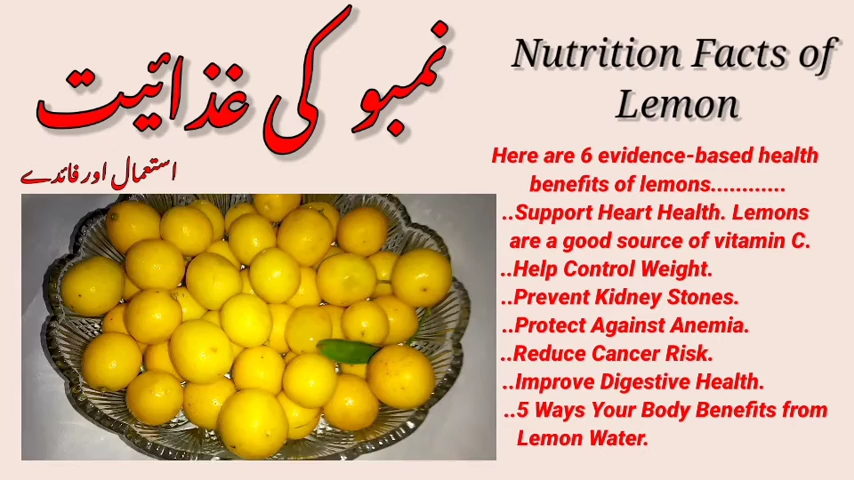 نمبو کی غذائیت
استعمال اور فائدے
Nutrition Facts of
Lemon
Here are 6 evidence-based health
benefits of lemons............
..Support Heart Health. Lemons
are a good source of vitamin C.
..Help Control Weight.
..Prevent Kidney Stones.
..Protect Against Anemia.
..Reduce Cancer Risk.
..Improve Digestive Health.
..5 Ways Your Body Benefits from
Lemon Water.